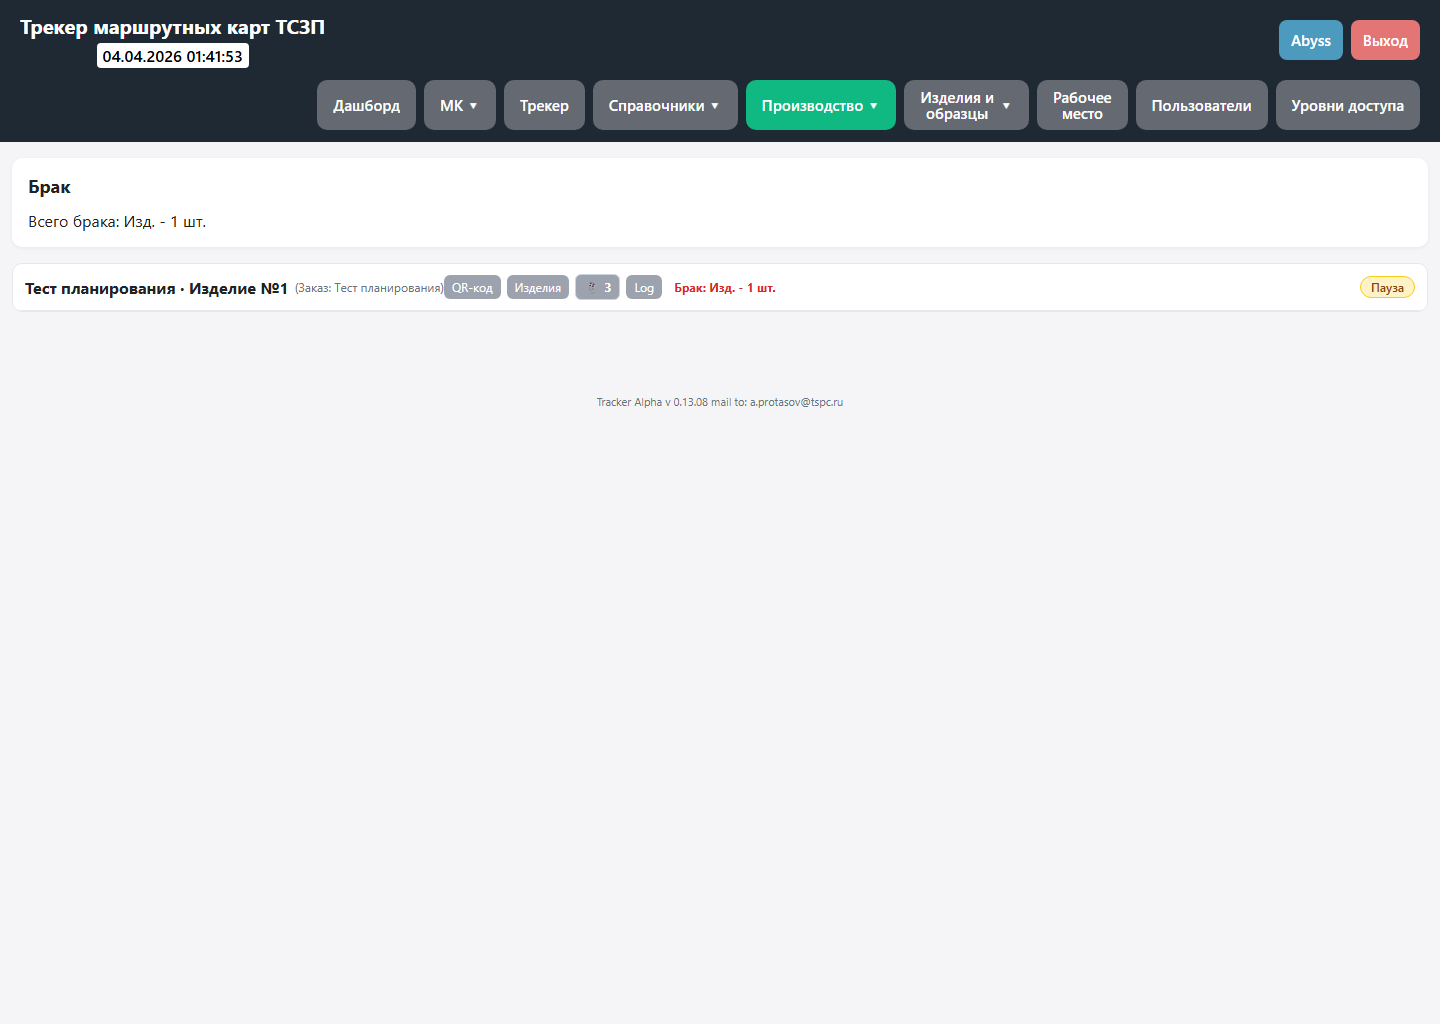 Трекер маршрутных карт ТСЗП
04.04.2026 01:41:53
Abyss
Выход
Дашборд
МК ▼
Трекер
Справочники ▼
Производство ▼
Изделия и
образцы ▼
Рабочее
место
Пользователи
Уровни доступа
Брак
Всего брака: Изд. - 1 шт.
Тест планирования · Изделие №1 (Заказ: Тест планирования) QR-код Изделия 3 Log Брак: Изд. - 1 шт. Пауза
Tracker Alpha v 0.13.08 mail to: a.protasov@tspc.ru